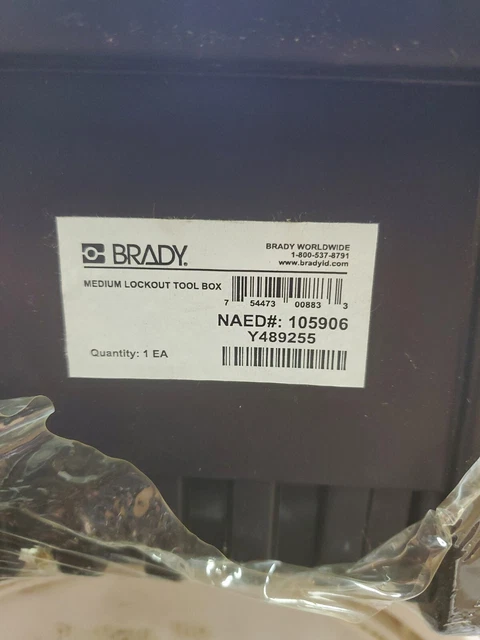 BRADY.
BRADY WORLDWIDE
1-800-537-8791
www.bradyid.com
MEDIUM LOCKOUT TOOL BOX
7 54473 00883 3
NAED#: 105906
Y489255
Quantity: 1 EA